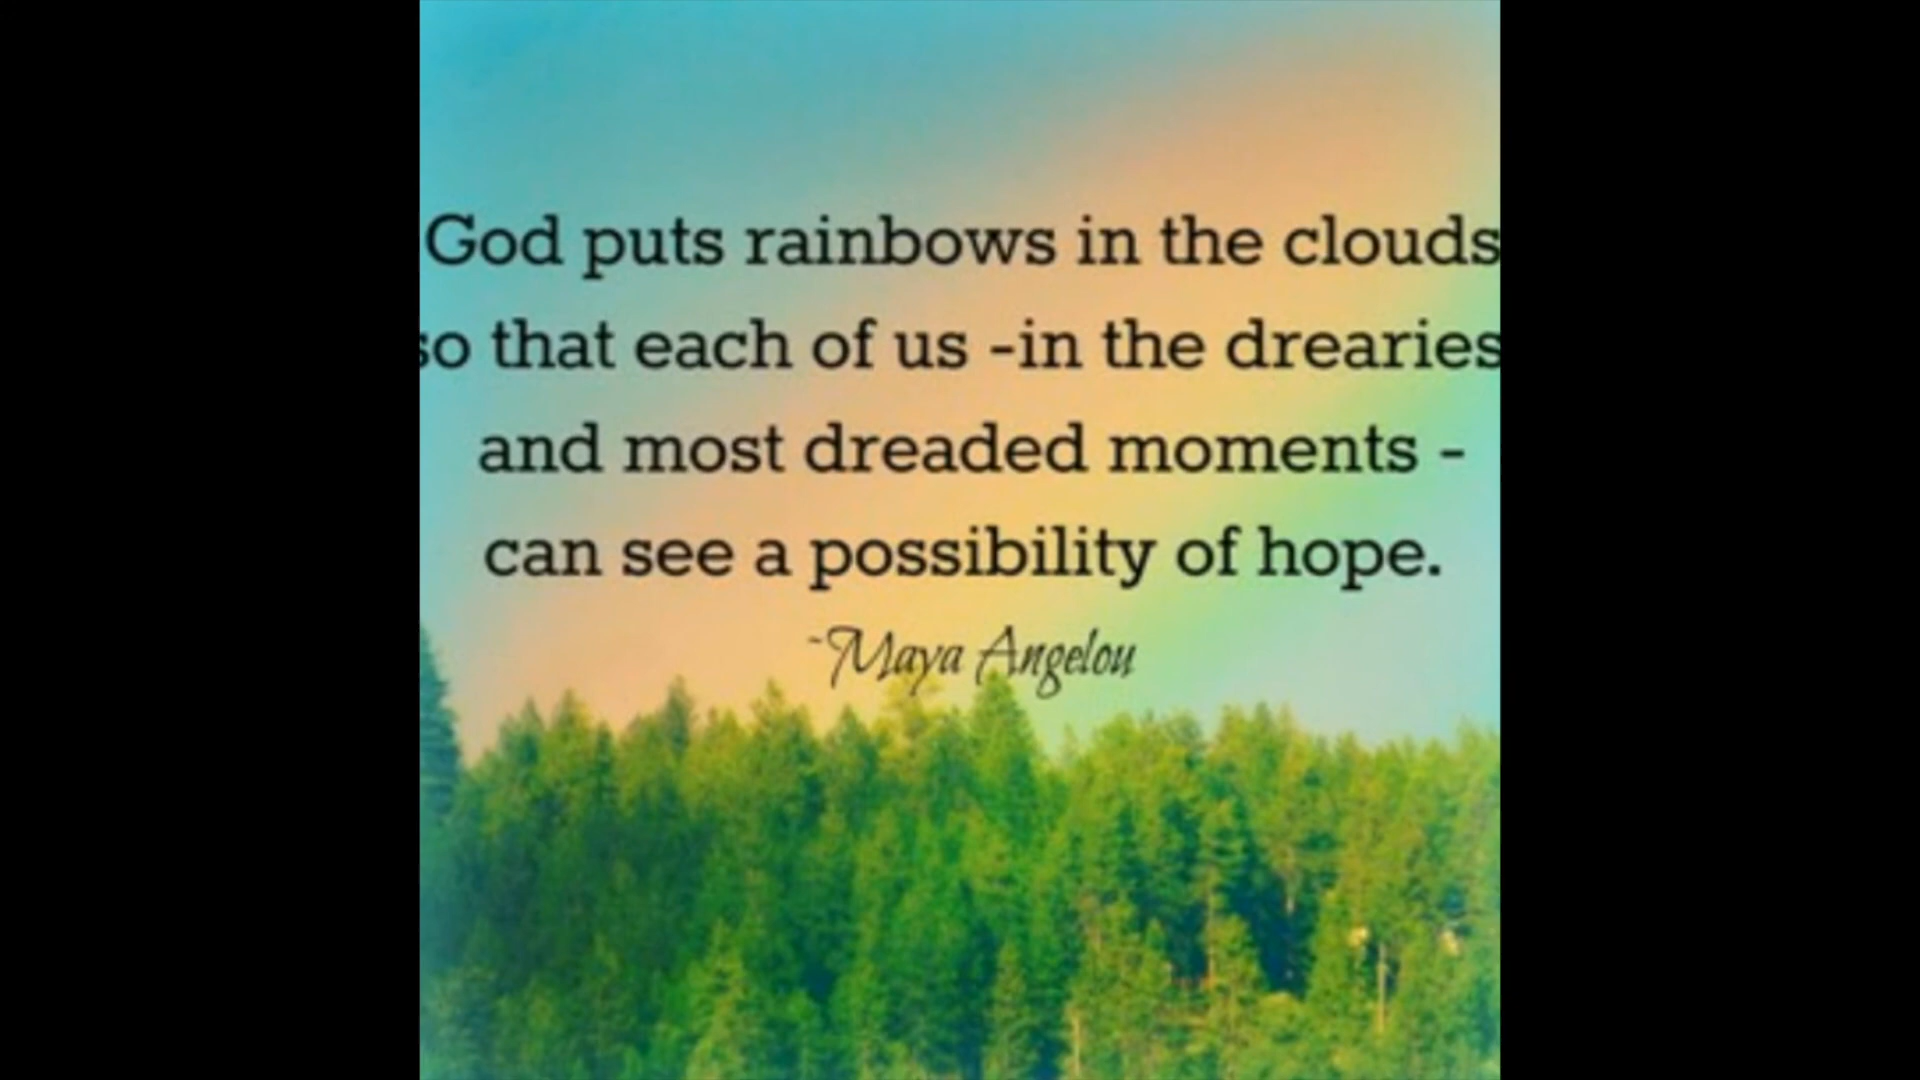 God puts rainbows in the clouds
so that each of us -in the drearies
and most dreaded moments -
can see a possibility of hope.
~Maya Angelou